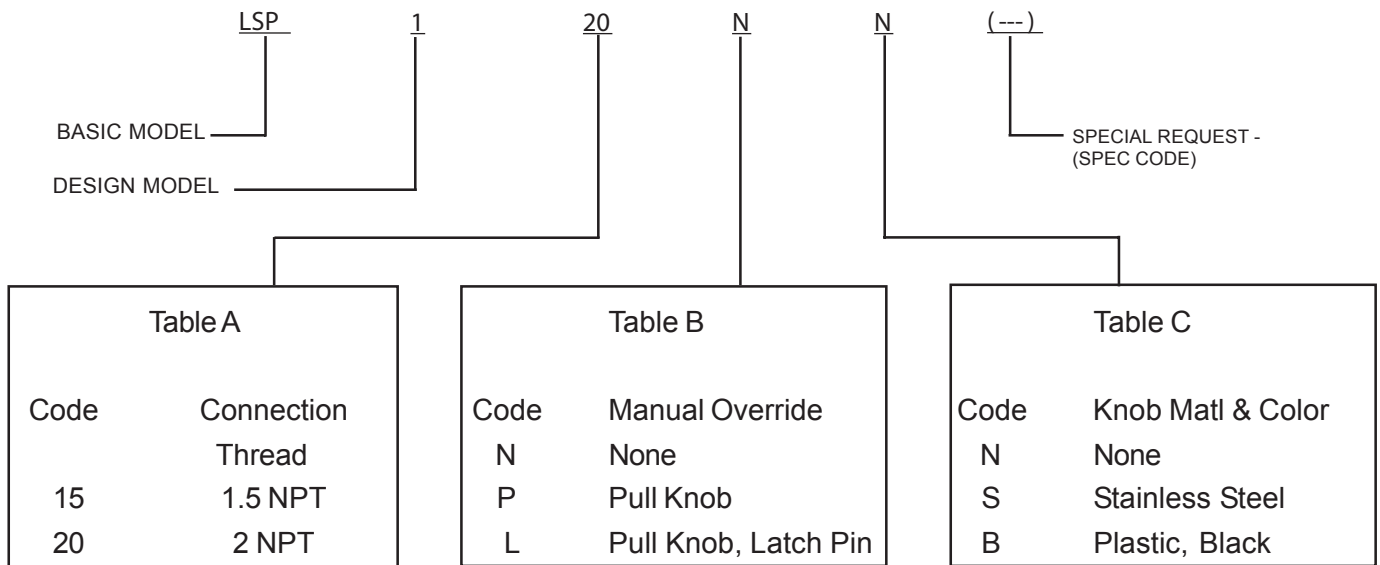 LSP 1 20 N N (---)
BASIC MODEL
SPECIAL REQUEST -
(SPEC CODE)
DESIGN MODEL
Table A
Code Connection
Thread
15 1.5 NPT
20 2 NPT
Table B
Code Manual Override
N None
P Pull Knob
L Pull Knob, Latch Pin
Table C
Code Knob Matl & Color
N None
S Stainless Steel
B Plastic, Black